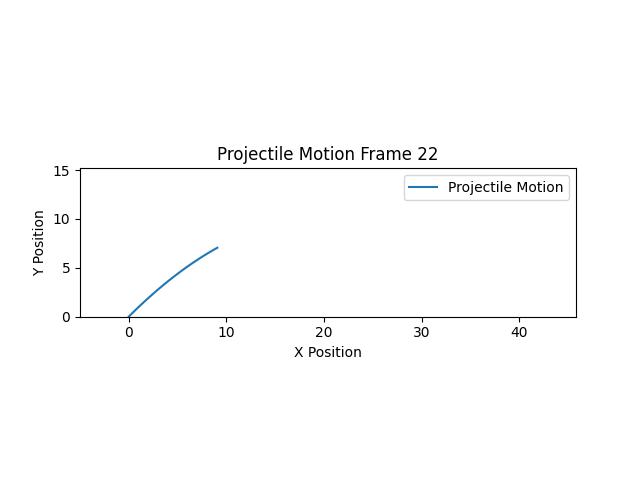 Projectile Motion Frame 22
Projectile Motion
15
10
5
0
Y Position
0 10 20 30 40
X Position